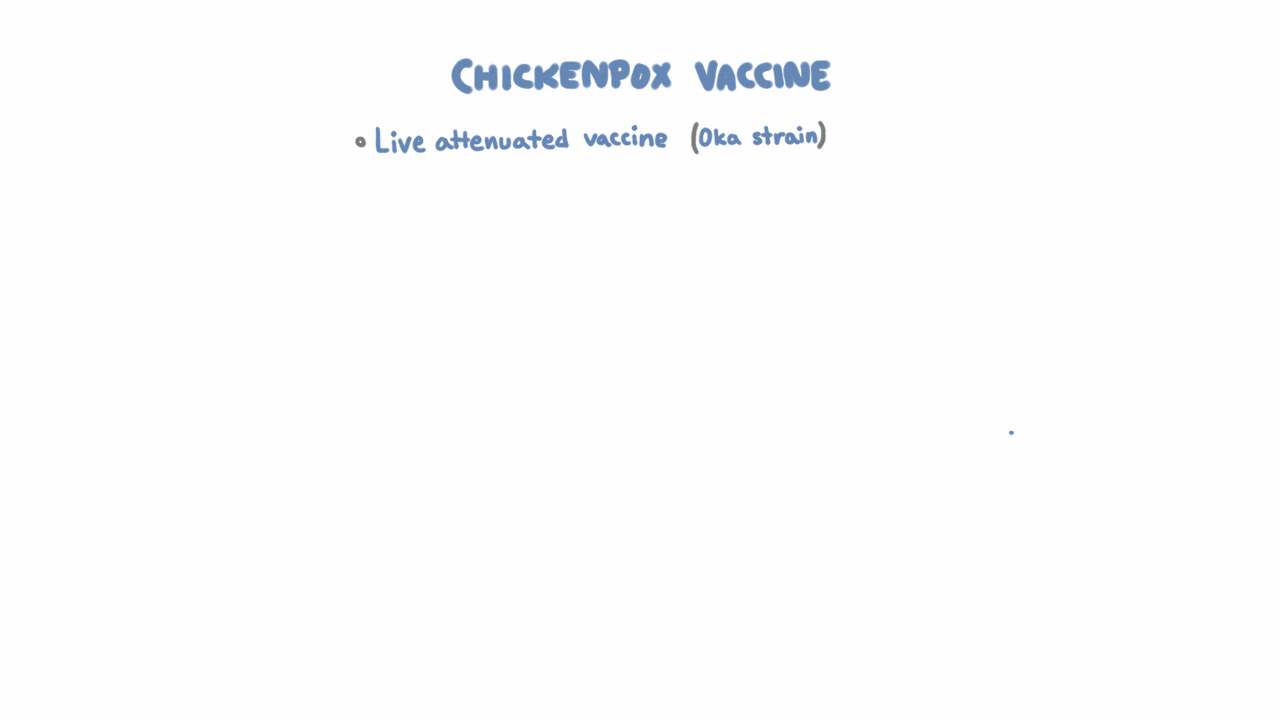 CHICKENPOX VACCINE
• Live attenuated vaccine (Oka strain)